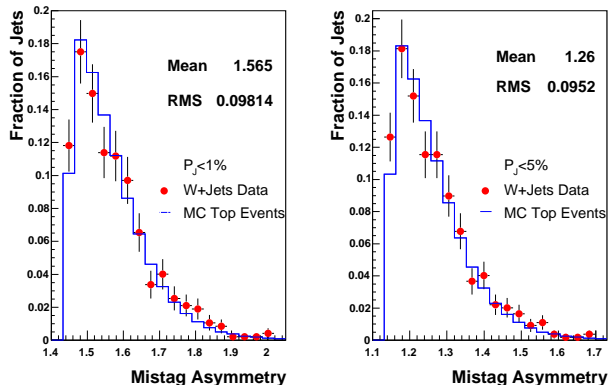 Fraction of Jets
0.2
0.18
0.16
0.14
0.12
0.1
0.08
0.06
0.04
0.02
0
Mean 1.565
RMS 0.09814
P_J<1%
W+Jets Data
MC Top Events
1.4 1.5 1.6 1.7 1.8 1.9 2
Mistag Asymmetry
Fraction of Jets
0.2
0.18
0.16
0.14
0.12
0.1
0.08
0.06
0.04
0.02
0
Mean 1.26
RMS 0.0952
P_J<5%
W+Jets Data
MC Top Events
1.1 1.2 1.3 1.4 1.5 1.6 1.7
Mistag Asymmetry